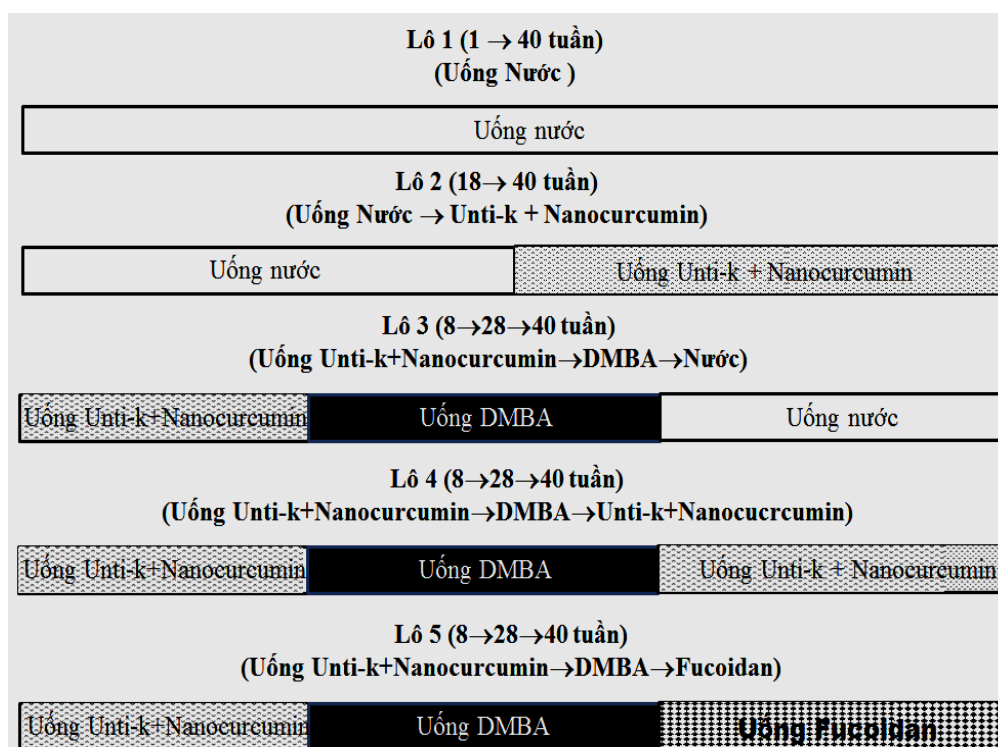 Lô 1 (1 → 40 tuần)
(Uống Nước )
Uống nước
Lô 2 (18→ 40 tuần)
(Uống Nước → Unti-k + Nanocurcumin)
Uống nước Uống Unti-k + Nanocurcumin
Lô 3 (8→28→40 tuần)
(Uống Unti-k+Nanocurcumin→DMBA→Nước)
Uống Unti-k+Nanocurcumin Uống DMBA Uống nước
Lô 4 (8→28→40 tuần)
(Uống Unti-k+Nanocurcumin→DMBA→Unti-k+Nanocucrcumin)
Uống Unti-k+Nanocurcumin Uống DMBA Uống Unti-k + Nanocurcumin
Lô 5 (8→28→40 tuần)
(Uống Unti-k+Nanocurcumin→DMBA→Fucoidan)
Uống Unti-k+Nanocurcumin Uống DMBA Uống Fucoidan